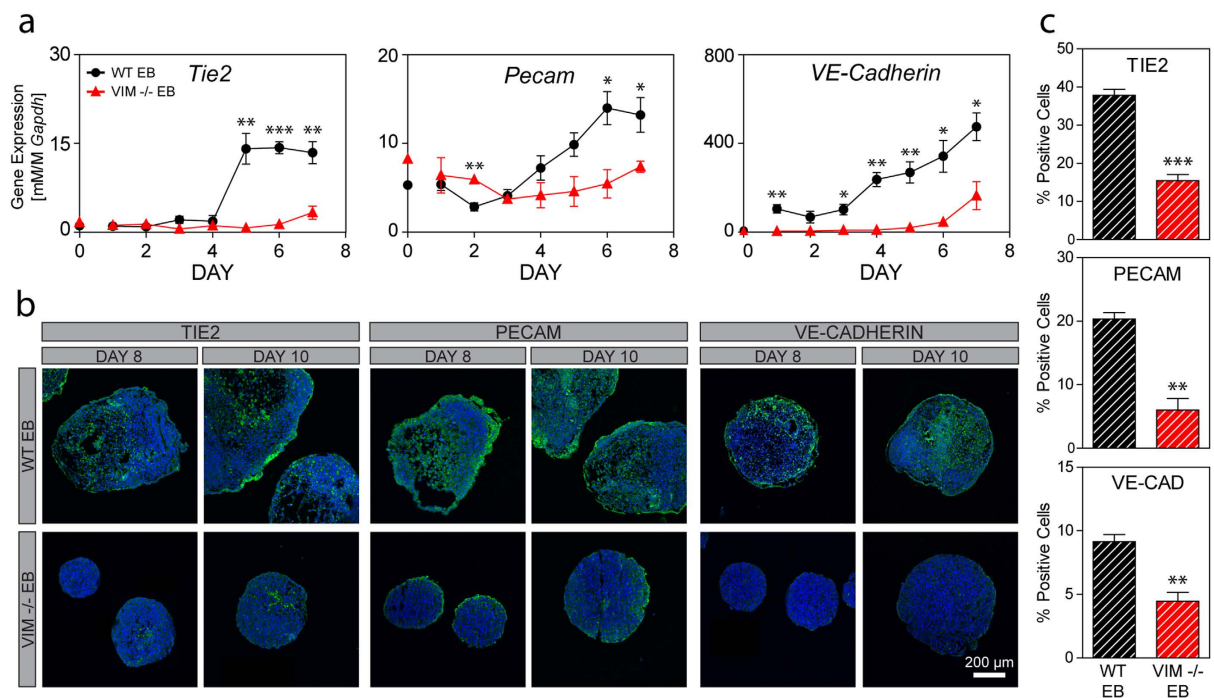 a
Gene Expression
[mM/MM Gapdh]
30
15
0
WT EB
VIM -/- EB
Tie2
**
***
**
0
2
4
6
8
DAY
20
10
0
Pecam
**
*
*
0
2
4
6
8
DAY
800
400
0
VE-Cadherin
**
*
**
**
*
*
0
2
4
6
8
DAY
b
TIE2
PECAM
VE-CADHERIN
DAY 8
DAY 10
DAY 8
DAY 10
DAY 8
DAY 10
WT EB
VIM -/- EB
200 µm
c
TIE2
% Positive Cells
50
40
30
20
10
0
***
PECAM
% Positive Cells
30
20
10
0
**
VE-CAD
% Positive Cells
15
10
5
0
**
WT
EB
VIM -/-
EB